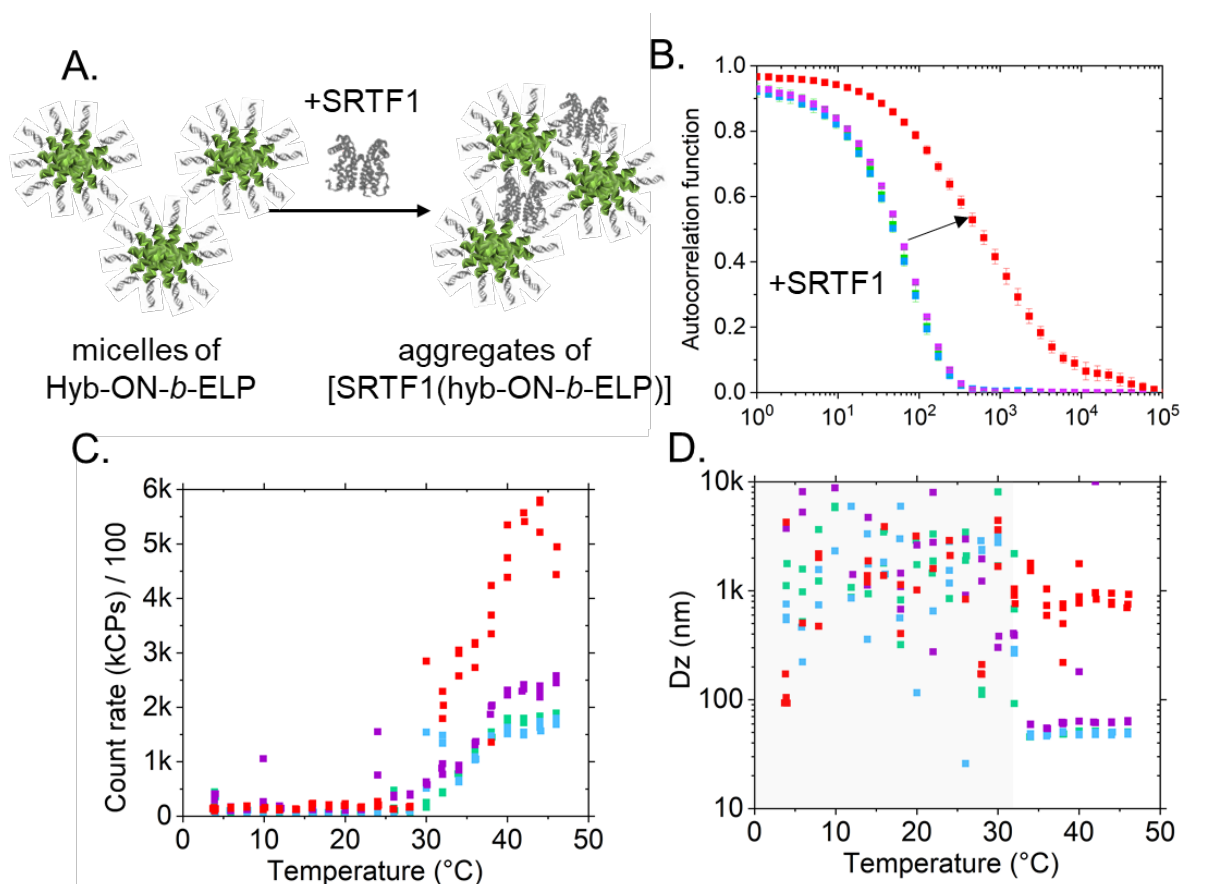 A.
+SRTF1
micelles of
Hyb-ON-b-ELP
aggregates of
[SRTF1(hyb-ON-b-ELP)]
B.
Autocorrelation function
1.0
0.8
0.6
0.4
0.2
0.0
+SRTF1
10⁰ 10¹ 10² 10³ 10⁴ 10⁵
C.
Count rate (kCPs) / 100
6k
5k
4k
3k
2k
1k
0
0 10 20 30 40 50
Temperature (°C)
D.
Dz (nm)
10k
1k
100
10
0 10 20 30 40 50
Temperature (°C)